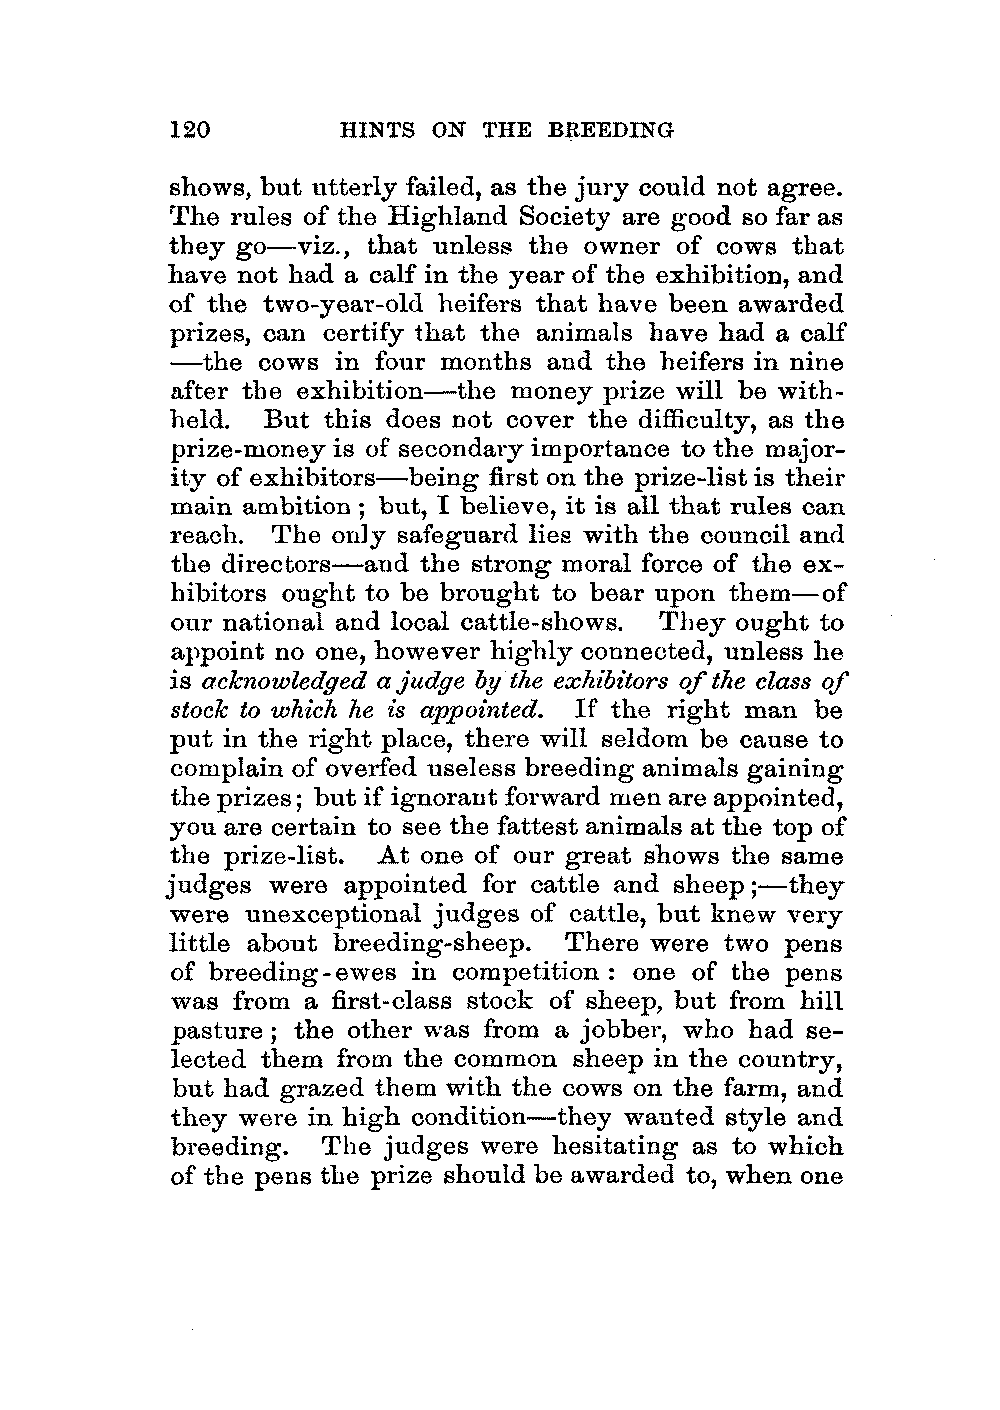 120 HINTS ON THE BREEDING
shows, but utterly failed, as the jury could not agree.
The rules of the Highland Society are good so far as
they go—viz., that unless the owner of cows that
have not had a calf in the year of the exhibition, and
of the two-year-old heifers that have been awarded
prizes, can certify that the animals have had a calf
—the cows in four months and the heifers in nine
after the exhibition—the money prize will be with-
held. But this does not cover the difficulty, as the
prize-money is of secondary importance to the major-
ity of exhibitors—being first on the prize-list is their
main ambition ; but, I believe, it is all that rules can
reach. The only safeguard lies with the council and
the directors—and the strong moral force of the ex-
hibitors ought to be brought to bear upon them—of
our national and local cattle-shows. They ought to
appoint no one, however highly connected, unless he
is acknowledged a judge by the exhibitors of the class of
stock to which he is appointed. If the right man be
put in the right place, there will seldom be cause to
complain of overfed useless breeding animals gaining
the prizes; but if ignorant forward men are appointed,
you are certain to see the fattest animals at the top of
the prize-list. At one of our great shows the same
judges were appointed for cattle and sheep ;—they
were unexceptional judges of cattle, but knew very
little about breeding-sheep. There were two pens
of breeding-ewes in competition : one of the pens
was from a first-class stock of sheep, but from hill
pasture ; the other was from a jobber, who had se-
lected them from the common sheep in the country,
but had grazed them with the cows on the farm, and
they were in high condition—they wanted style and
breeding. The judges were hesitating as to which
of the pens the prize should be awarded to, when one